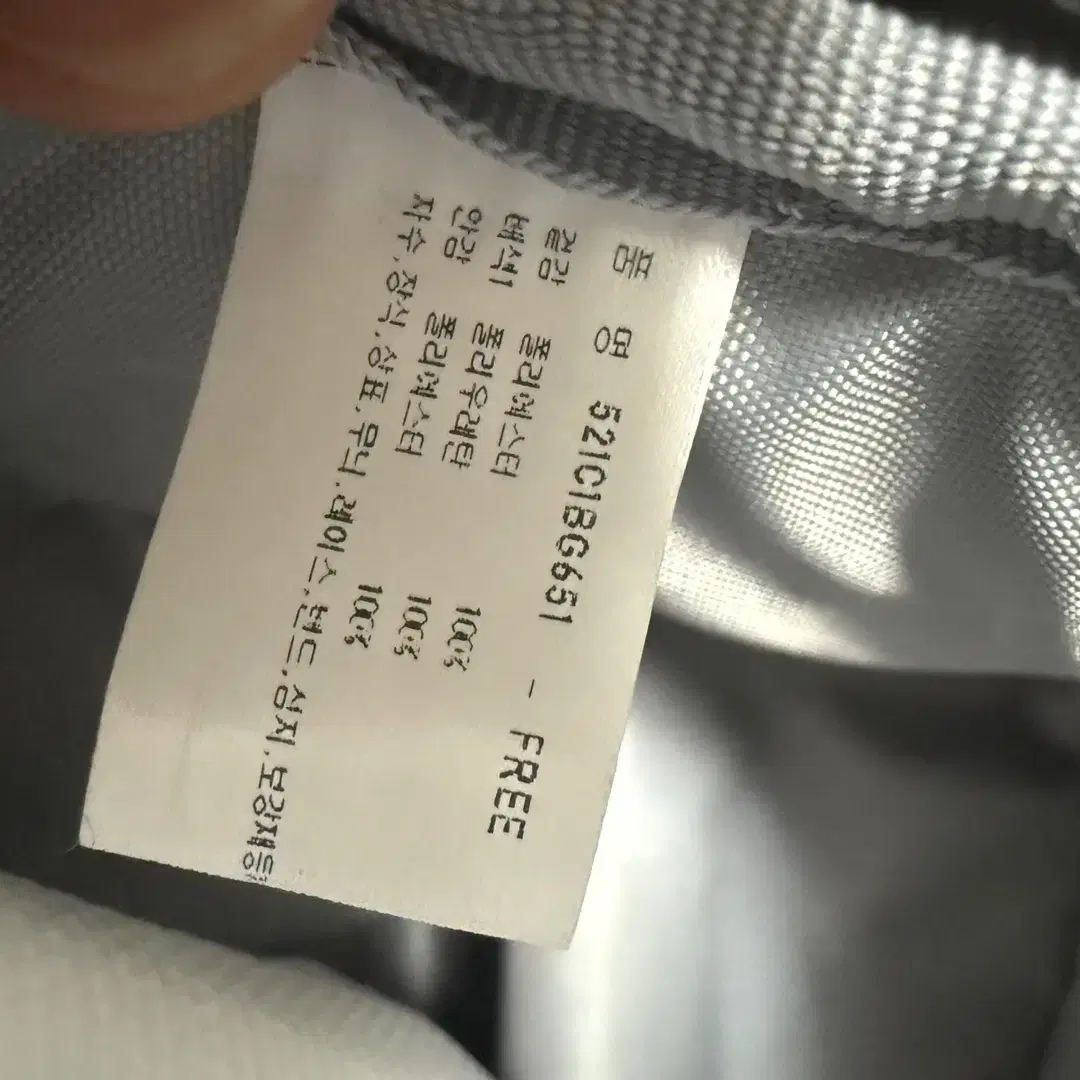 품 명 521C1BG651 - FREE
겉감 폴리에스터 100%
배색1 폴리우레탄 100%
안감 폴리에스터 100%
자수,장식,상표,무늬,레이스,밴드,심지,보강재등